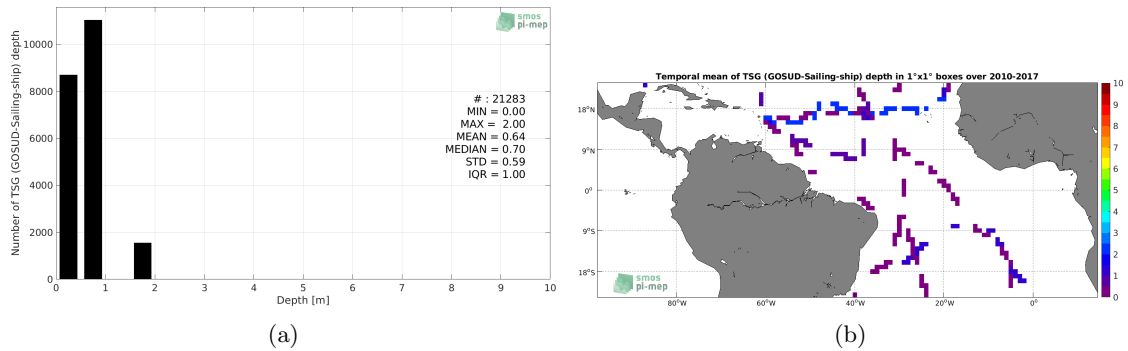 smos
pi-mep
Number of TSG (GOSUD-Sailing-ship) depth
10000
8000
6000
4000
2000
0
# : 21283
MIN = 0.00
MAX = 2.00
MEAN = 0.64
MEDIAN = 0.70
STD = 0.59
IQR = 1.00
0 1 2 3 4 5 6 7 8 9 10
Depth [m]
(a)
Temporal mean of TSG (GOSUD-Sailing-ship) depth in 1°x1° boxes over 2010-2017
18°N
9°N
0°
9°S
18°S
smos
pi-mep
80°W 60°W 40°W 20°W 0°
10
9
8
7
6
5
4
3
2
1
0
(b)